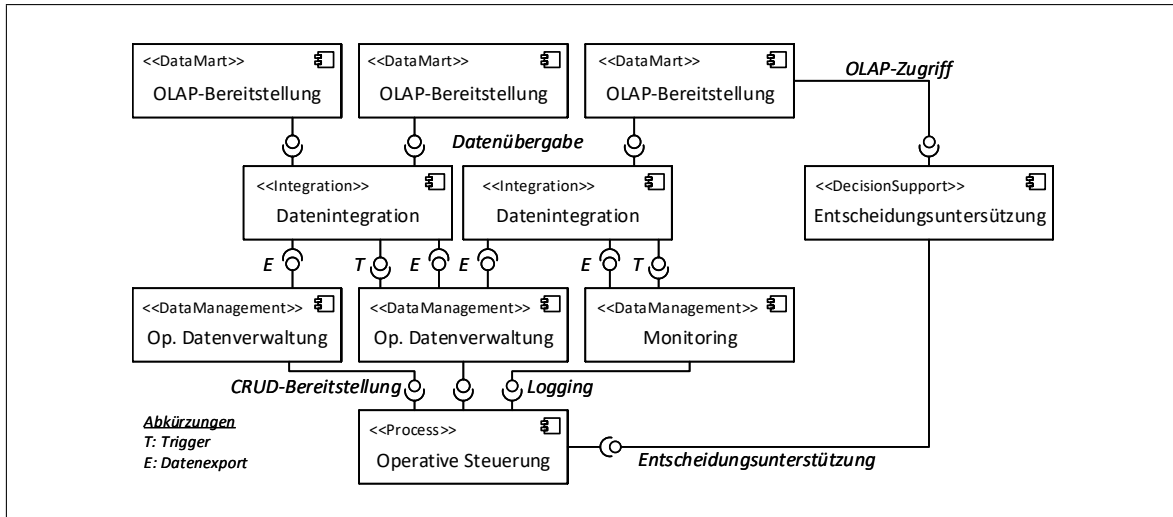 <<DataMart>>
OLAP-Bereitstellung
<<DataMart>>
OLAP-Bereitstellung
<<DataMart>>
OLAP-Bereitstellung
OLAP-Zugriff
Datenübergabe
<<Integration>>
Datenintegration
<<Integration>>
Datenintegration
<<DecisionSupport>>
Entscheidungsuntersützung
E
T
E
E
E
T
<<DataManagement>>
Op. Datenverwaltung
<<DataManagement>>
Op. Datenverwaltung
<<DataManagement>>
Monitoring
CRUD-Bereitstellung
Logging
<<Process>>
Operative Steuerung
Entscheidungsunterstützung
Abkürzungen
T: Trigger
E: Datenexport